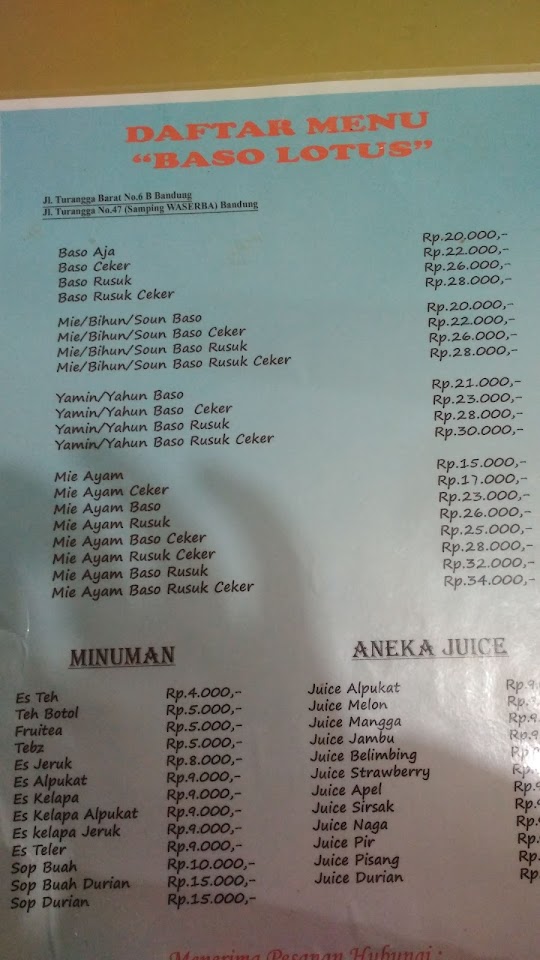 DAFTAR MENU
“BASO LOTUS”
Jl. Turangga Barat No.6 B Bandung
Jl. Turangga No.47 (Samping WASERBA) Bandung
Baso Aja Rp.20.000,-
Baso Ceker Rp.22.000,-
Baso Rusuk Rp.26.000,-
Baso Rusuk Ceker Rp.28.000,-
Mie/Bihun/Soun Baso Rp.20.000,-
Mie/Bihun/Soun Baso Ceker Rp.22.000,-
Mie/Bihun/Soun Baso Rusuk Rp.26.000,-
Mie/Bihun/Soun Baso Rusuk Ceker Rp.28.000,-
Yamin/Yahun Baso Rp.21.000,-
Yamin/Yahun Baso Ceker Rp.23.000,-
Yamin/Yahun Baso Rusuk Rp.28.000,-
Yamin/Yahun Baso Rusuk Ceker Rp.30.000,-
Mie Ayam Rp.15.000,-
Mie Ayam Ceker Rp.17.000,-
Mie Ayam Baso Rp.23.000,-
Mie Ayam Rusuk Rp.26.000,-
Mie Ayam Baso Ceker Rp.25.000,-
Mie Ayam Rusuk Ceker Rp.28.000,-
Mie Ayam Baso Rusuk Rp.32.000,-
Mie Ayam Baso Rusuk Ceker Rp.34.000,-
MINUMAN
Es Teh Rp.4.000,-
Teh Botol Rp.5.000,-
Fruitea Rp.5.000,-
Tebz Rp.5.000,-
Es Jeruk Rp.8.000,-
Es Alpukat Rp.9.000,-
Es Kelapa Rp.9.000,-
Es Kelapa Alpukat Rp.9.000,-
Es kelapa Jeruk Rp.9.000,-
Es Teler Rp.9.000,-
Sop Buah Rp.10.000,-
Sop Buah Durian Rp.15.000,-
Sop Durian Rp.15.000,-
ANEKA JUICE
Juice Alpukat
Juice Melon
Juice Mangga
Juice Jambu
Juice Belimbing
Juice Strawberry
Juice Apel
Juice Sirsak
Juice Naga
Juice Pir
Juice Pisang
Juice Durian
Menerima Pesanan Hubungi :